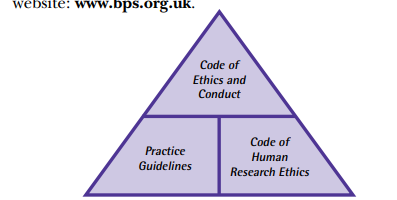 website: www.bps.org.uk.
Code of
Ethics and
Conduct
Practice
Guidelines
Code of
Human
Research Ethics